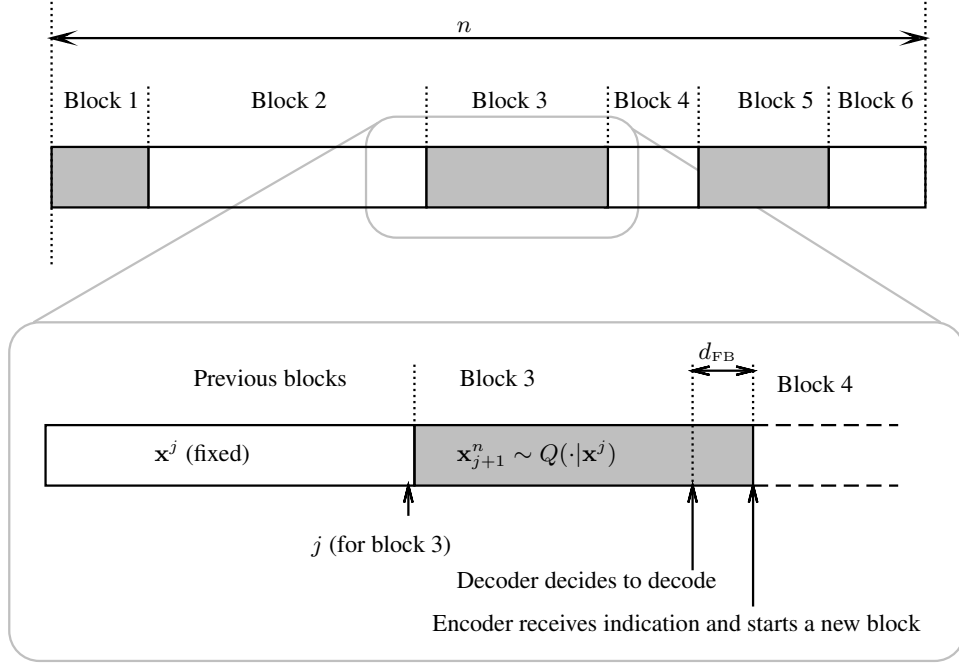 n
Block 1 Block 2 Block 3 Block 4 Block 5 Block 6
d_FB
Previous blocks Block 3 Block 4
x^j (fixed) x^n_{j+1} ∼ Q(·|x^j)
j (for block 3)
Decoder decides to decode
Encoder receives indication and starts a new block